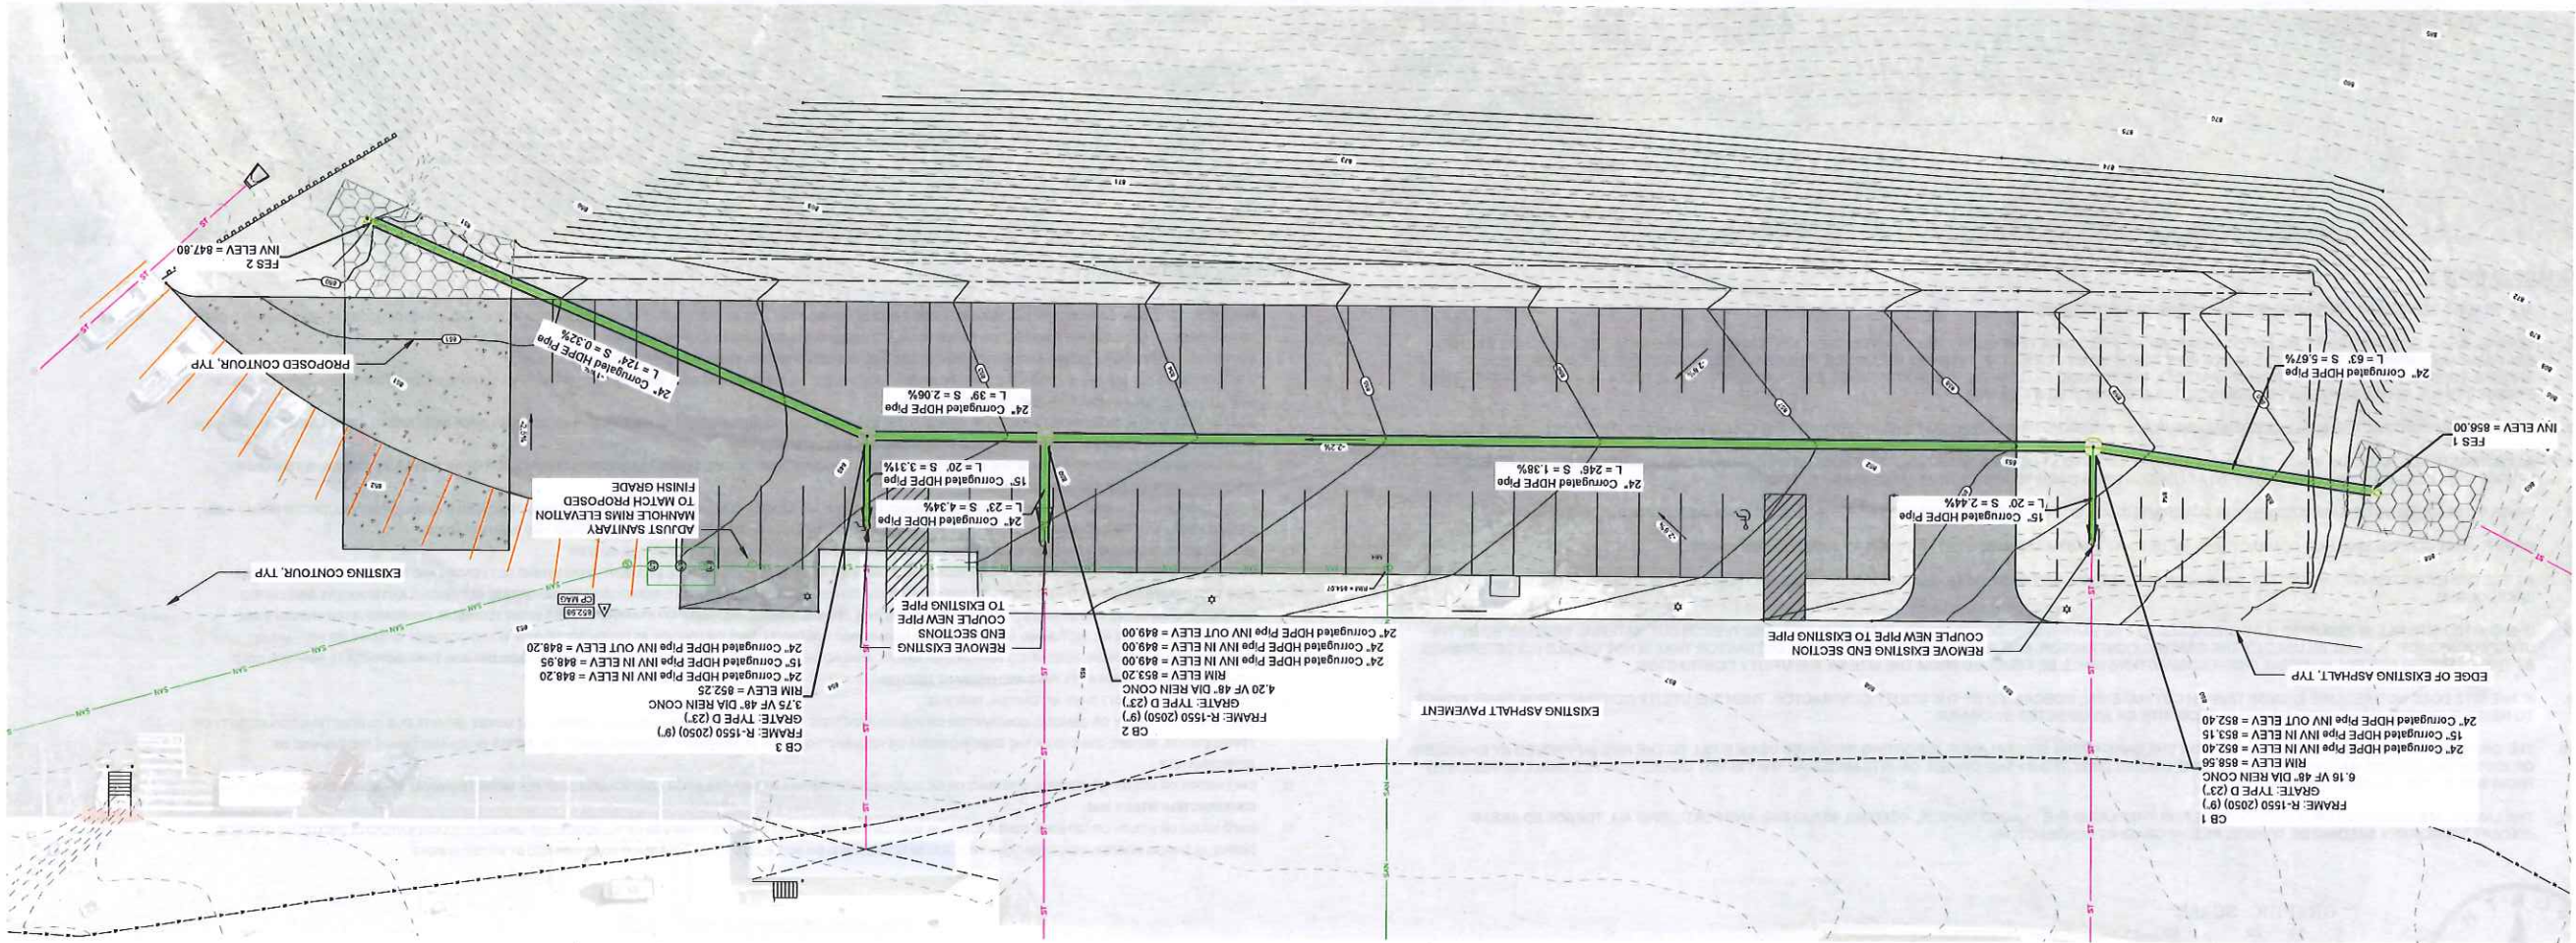 CB 1
FRAME: R-1550 (2050) (9")
GRATE: TYPE D (23")
6.16 VF 48" DIA REIN CONC
RIM ELEV = 858.56
24" Corrugated HDPE Pipe INV IN ELEV = 852.40
15" Corrugated HDPE Pipe INV IN ELEV = 853.15
24" Corrugated HDPE Pipe INV OUT ELEV = 852.40
EDGE OF EXISTING ASPHALT, TYP
REMOVE EXISTING END SECTION
COUPLE NEW PIPE TO EXISTING PIPE
EXISTING ASPHALT PAVEMENT
CB 2
FRAME: R-1550 (2050) (9")
GRATE: TYPE D (23")
4.20 VF 48" DIA REIN CONC
RIM ELEV = 853.20
24" Corrugated HDPE Pipe INV IN ELEV = 849.00
24" Corrugated HDPE Pipe INV IN ELEV = 849.00
24" Corrugated HDPE Pipe INV OUT ELEV = 849.00
REMOVE EXISTING
END SECTIONS
COUPLE NEW PIPE
TO EXISTING PIPE
CB 3
FRAME: R-1550 (2050) (9")
GRATE: TYPE D (23")
3.75 VF 48" DIA REIN CONC
RIM ELEV = 852.25
24" Corrugated HDPE Pipe INV IN ELEV = 848.20
15" Corrugated HDPE Pipe INV IN ELEV = 848.95
24" Corrugated HDPE Pipe INV OUT ELEV = 848.20
852.98
CP MAG
EXISTING CONTOUR, TYP
ADJUST SANITARY
MANHOLE RIMS ELEVATION
TO MATCH PROPOSED
FINISH GRADE
FES 1
INV ELEV = 856.00
24" Corrugated HDPE Pipe
L = 63' S = 5.67%
15" Corrugated HDPE Pipe
L = 20' S = 2.44%
24" Corrugated HDPE Pipe
L = 246' S = 1.38%
-2.2%
24" Corrugated HDPE Pipe
L = 23' S = 4.34%
15" Corrugated HDPE Pipe
L = 20' S = 3.31%
24" Corrugated HDPE Pipe
L = 39' S = 2.06%
24" Corrugated HDPE Pipe
L = 124' S = 0.32%
PROPOSED CONTOUR, TYP
FES 2
INV ELEV = 847.80
ST
ST
ST
SAN
SAN
SAN